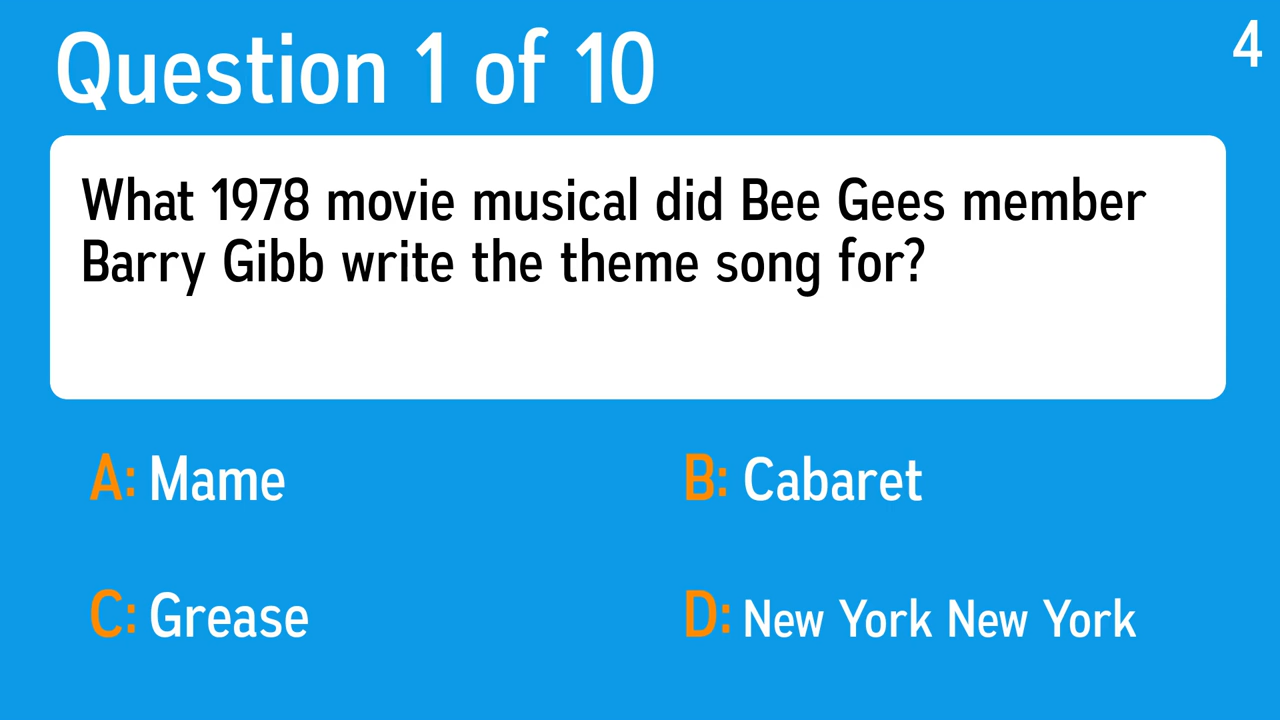 Question 1 of 10
4
What 1978 movie musical did Bee Gees member
Barry Gibb write the theme song for?
A: Mame
B: Cabaret
C: Grease
D: New York New York